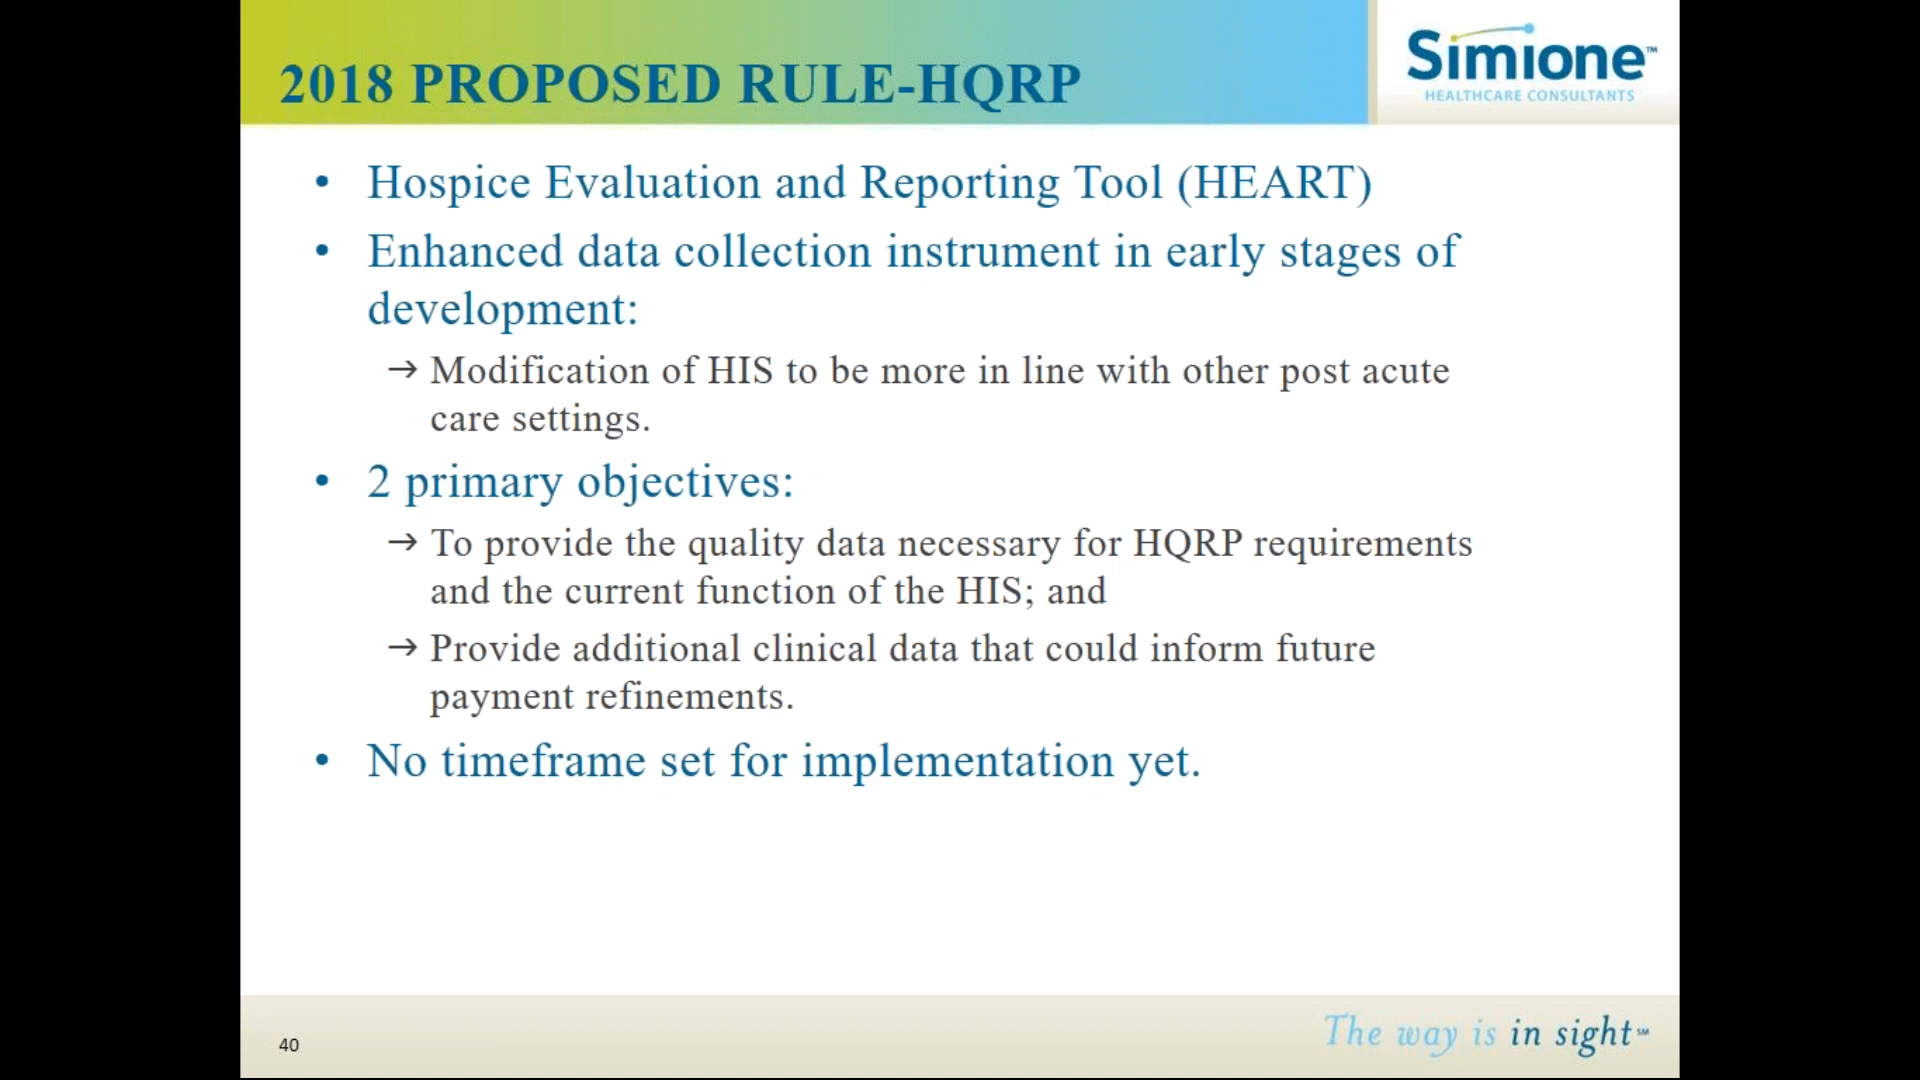 2018 PROPOSED RULE-HQRP
Simione™
HEALTHCARE CONSULTANTS
• Hospice Evaluation and Reporting Tool (HEART)
• Enhanced data collection instrument in early stages of
development:
→ Modification of HIS to be more in line with other post acute
care settings.
• 2 primary objectives:
→ To provide the quality data necessary for HQRP requirements
and the current function of the HIS; and
→ Provide additional clinical data that could inform future
payment refinements.
• No timeframe set for implementation yet.
40
The way is in sight℠